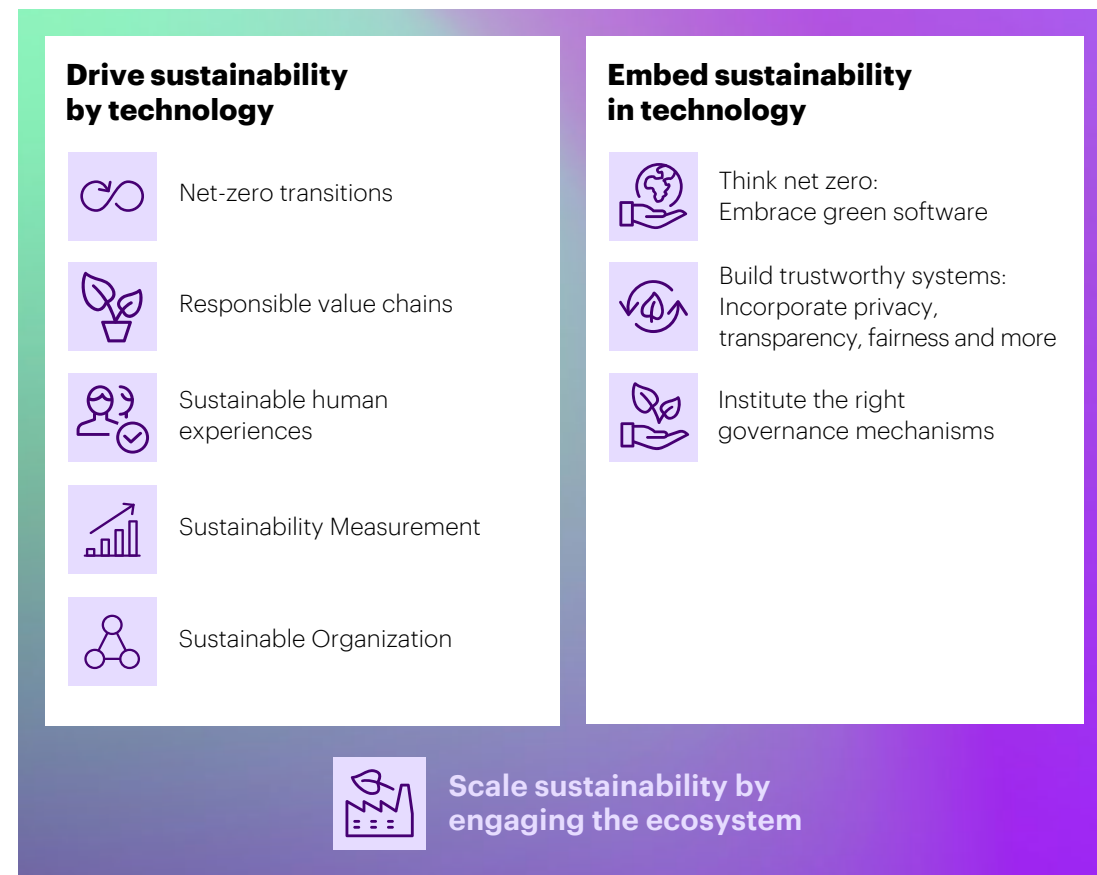 Drive sustainability
by technology
Net-zero transitions
Responsible value chains
Sustainable human
experiences
Sustainability Measurement
Sustainable Organization
Embed sustainability
in technology
Think net zero:
Embrace green software
Build trustworthy systems:
Incorporate privacy,
transparency, fairness and more
Institute the right
governance mechanisms
Scale sustainability by
engaging the ecosystem